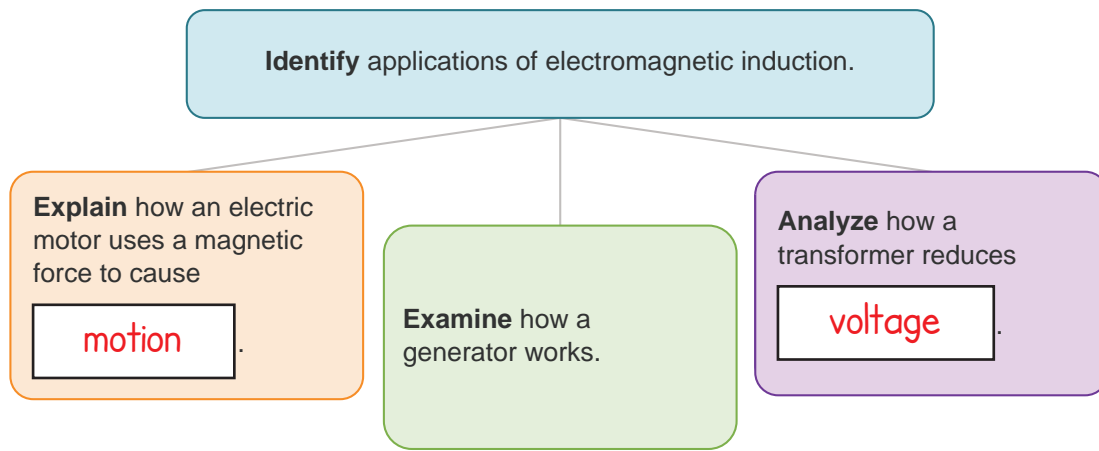 Identify applications of electromagnetic induction.
Explain how an electric
motor uses a magnetic
force to cause
motion.
Examine how a
generator works.
Analyze how a
transformer reduces
voltage.